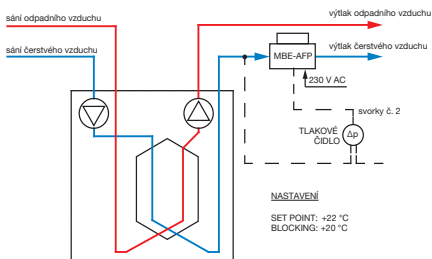 sání odpadního vzduchu
výtlak odpadního vzduchu
sání čerstvého vzduchu
výtlak čerstvého vzduchu
MBE-AFP
230 V AC
svorky č. 2
TLAKOVÉ
ČIDLO
Δp
NASTAVENÍ
SET POINT: +22 °C
BLOCKING: +20 °C